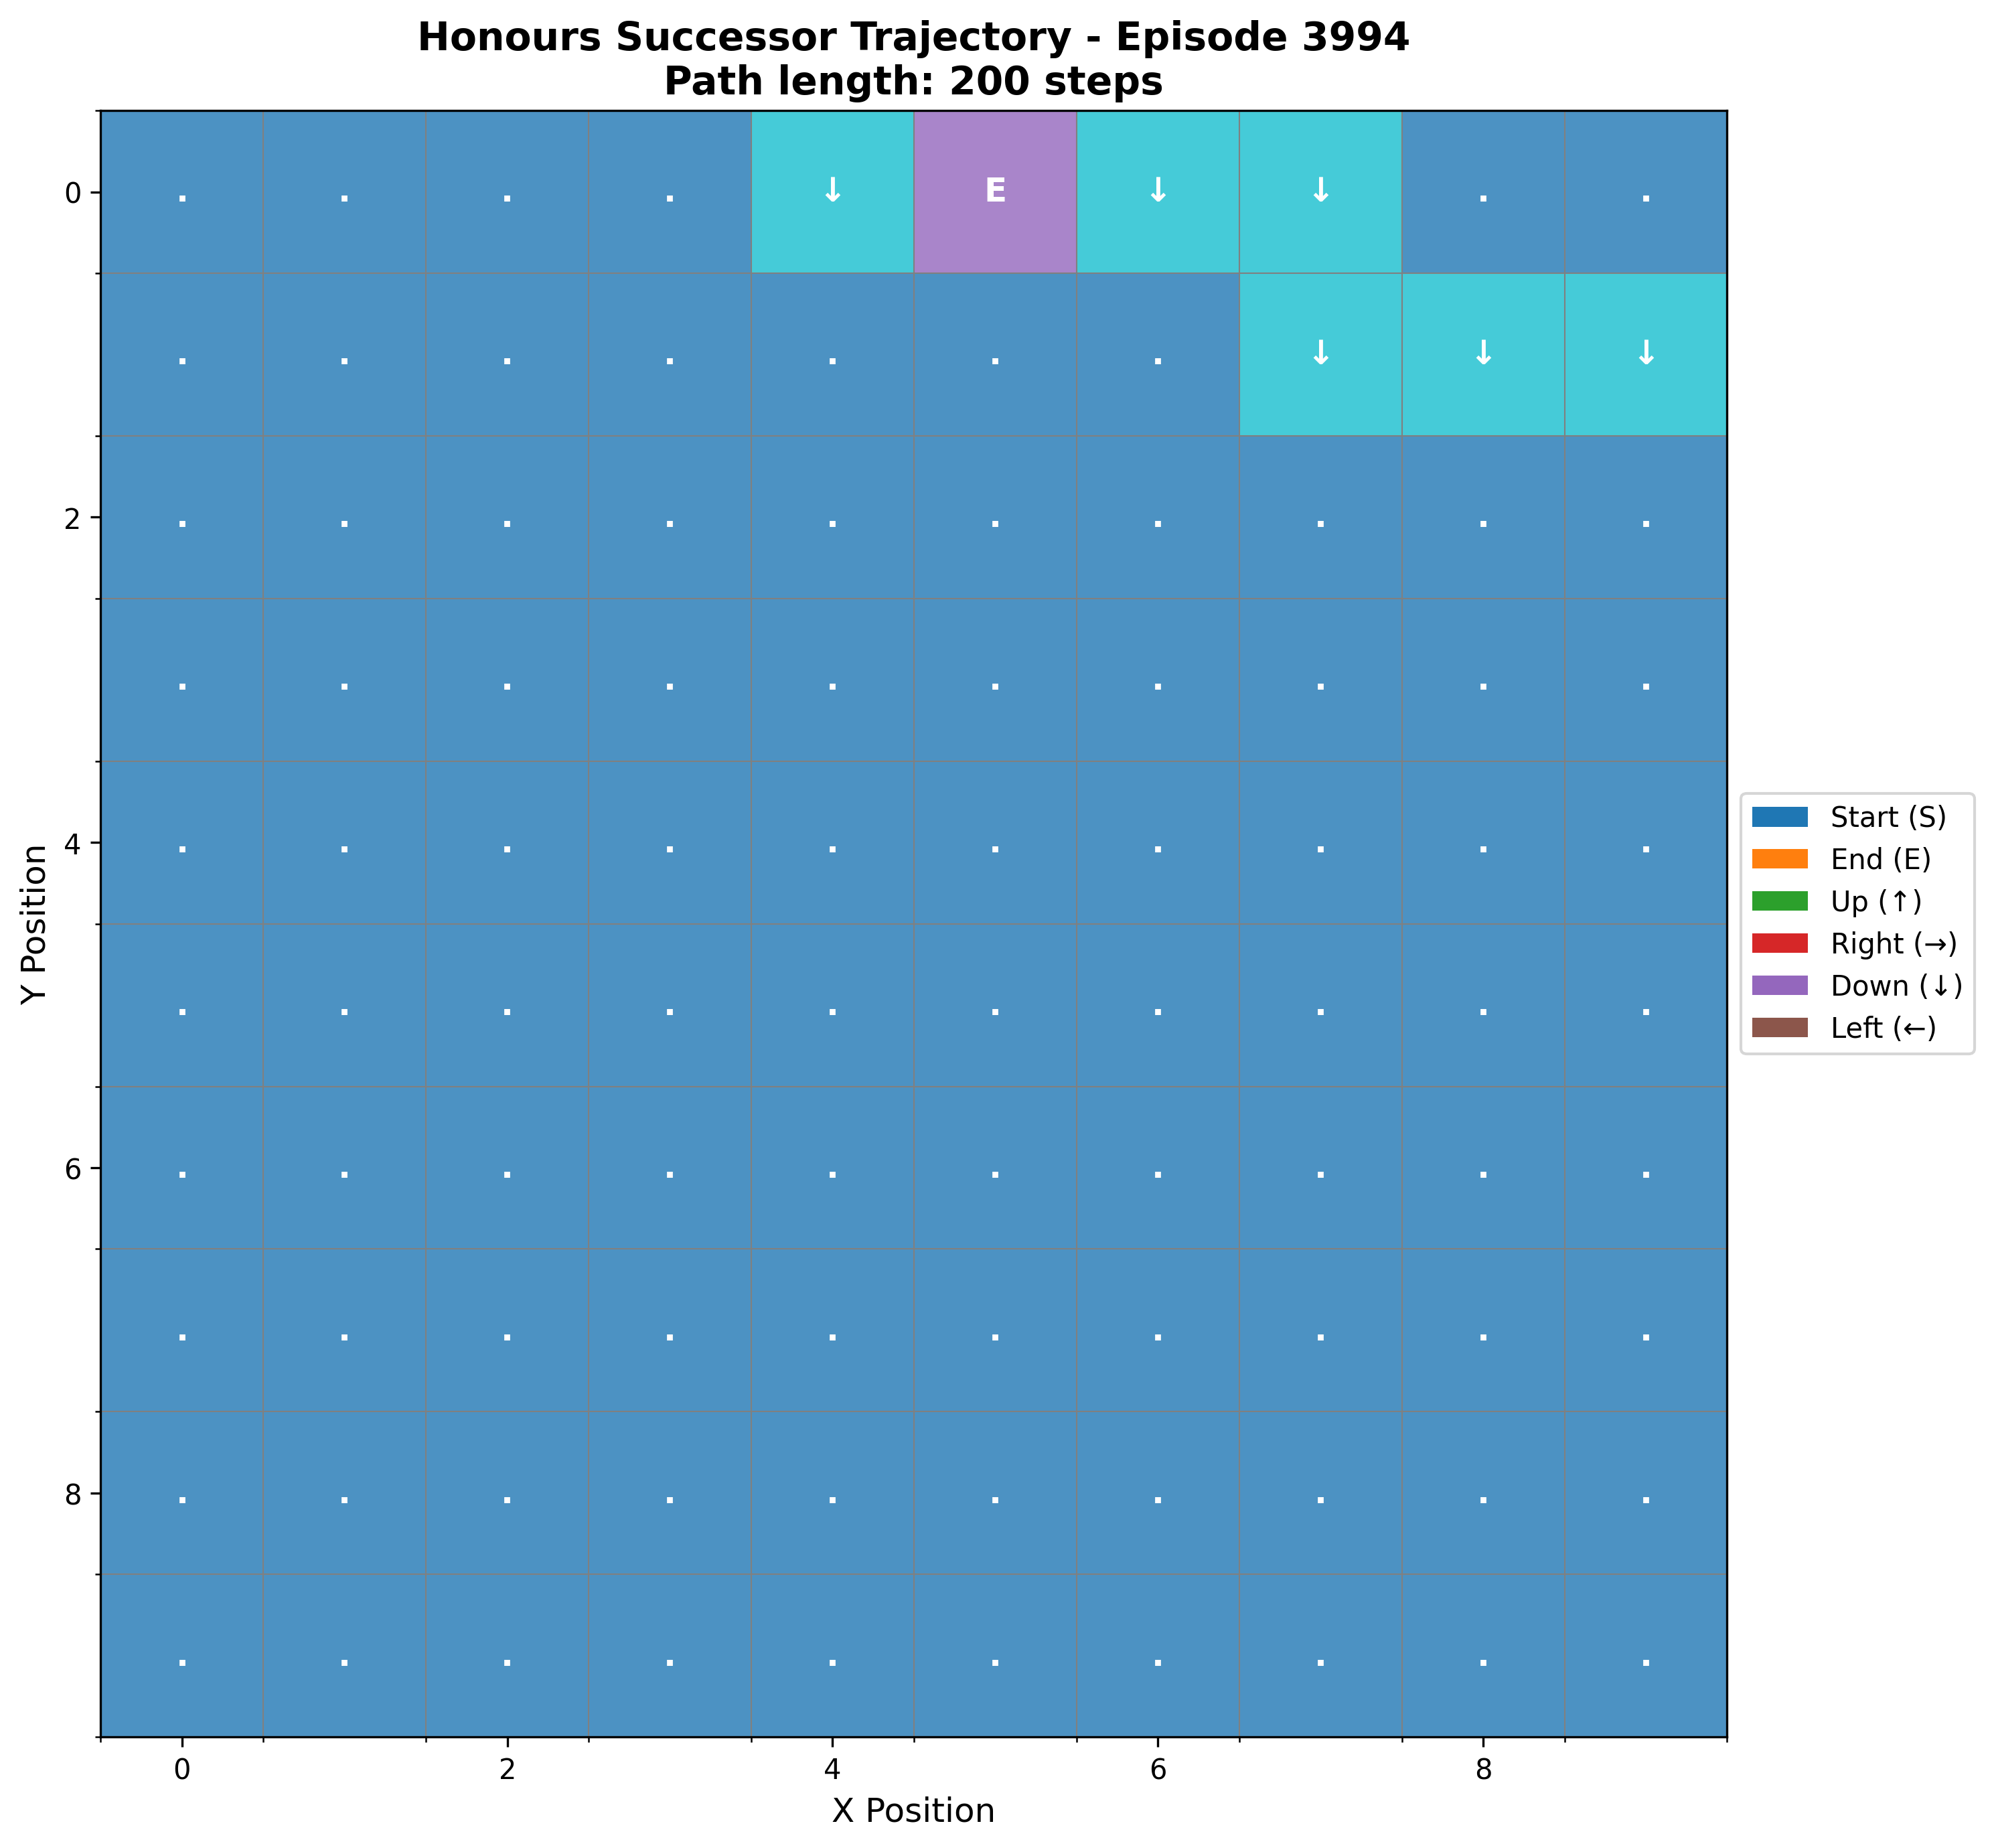 Honours Successor Trajectory - Episode 3994
Path length: 200 steps
0 . . . . ↓ E ↓ ↓ . .
. . . . . . . ↓ ↓ ↓
2 . . . . . . . . . .
. . . . . . . . . .
4 . . . . . . . . . .
. . . . . . . . . .
6 . . . . . . . . . .
. . . . . . . . . .
8 . . . . . . . . . .
. . . . . . . . . .
0 2 4 6 8
X Position
Y Position
Start (S)
End (E)
Up (↑)
Right (→)
Down (↓)
Left (←)